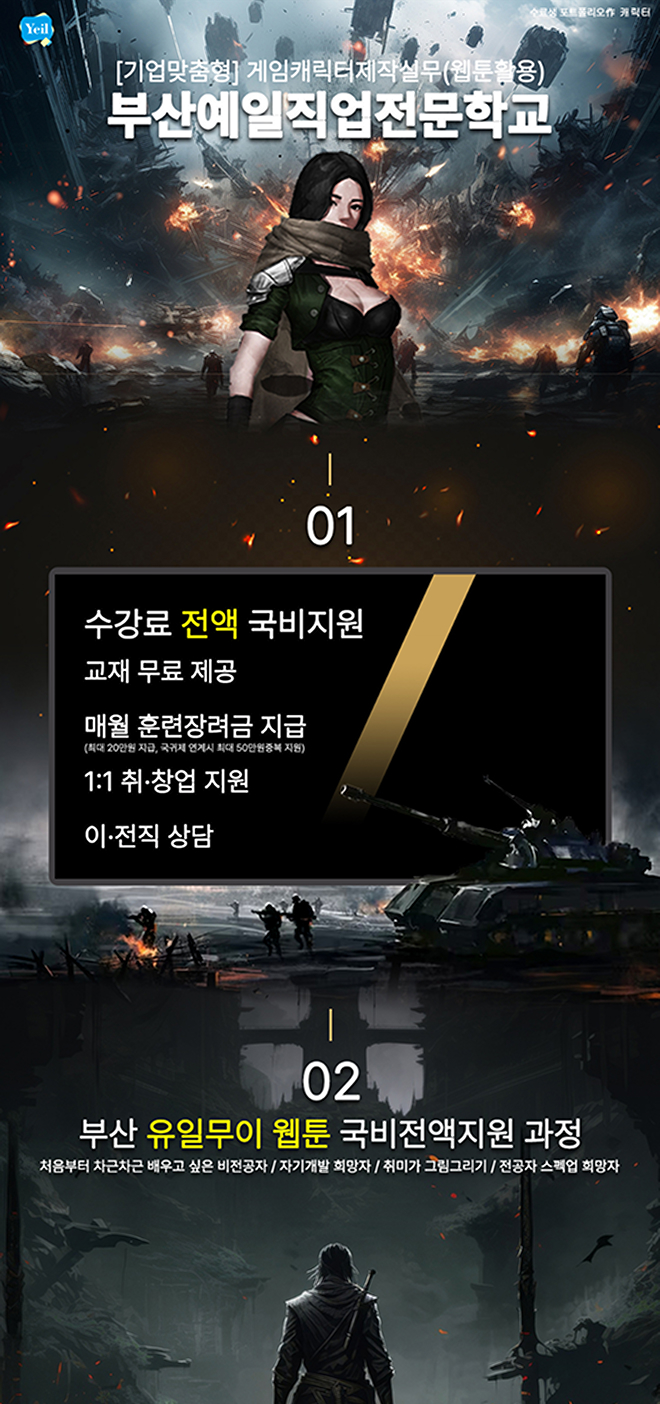 Yeil
수료생 포트폴리오作 캐릭터
[기업맞춤형] 게임캐릭터제작실무(웹툰활용)
부산예일직업전문학교
01
수강료 전액 국비지원
교재 무료 제공
매월 훈련장려금 지급
(최대 20만원 지급, 국취제 연계시 최대 50만원중복 지원)
1:1 취·창업 지원
이·전직 상담
02
부산 유일무이 웹툰 국비전액지원 과정
처음부터 차근차근 배우고 싶은 비전공자 / 자기개발 희망자 / 취미가 그림그리기 / 전공자 스펙업 희망자